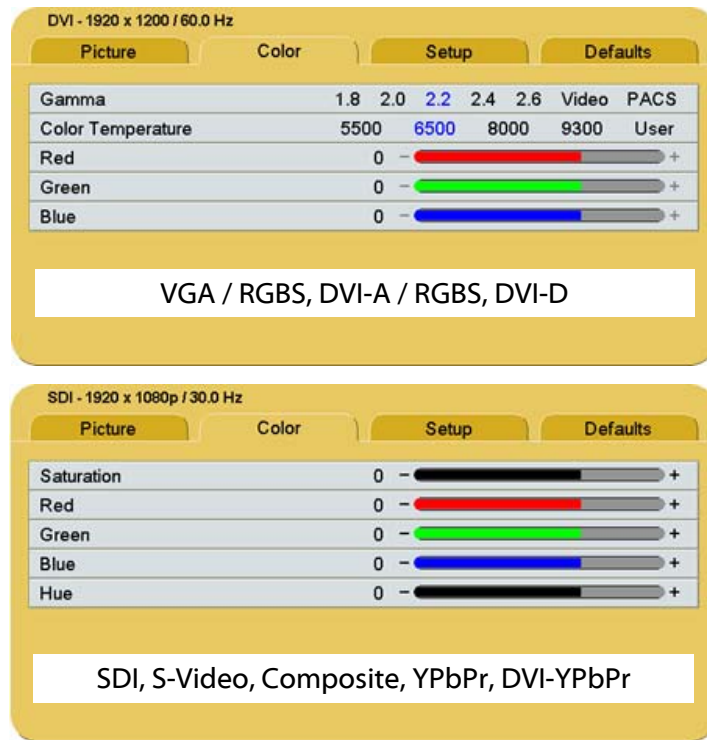 DVI - 1920 x 1200 / 60.0 Hz
Picture Color Setup Defaults
Gamma 1.8 2.0 2.2 2.4 2.6 Video PACS
Color Temperature 5500 6500 8000 9300 User
Red 0 - +
Green 0 - +
Blue 0 - +
VGA / RGBS, DVI-A / RGBS, DVI-D
SDI - 1920 x 1080p / 30.0 Hz
Picture Color Setup Defaults
Saturation 0 - +
Red 0 - +
Green 0 - +
Blue 0 - +
Hue 0 - +
SDI, S-Video, Composite, YPbPr, DVI-YPbPr